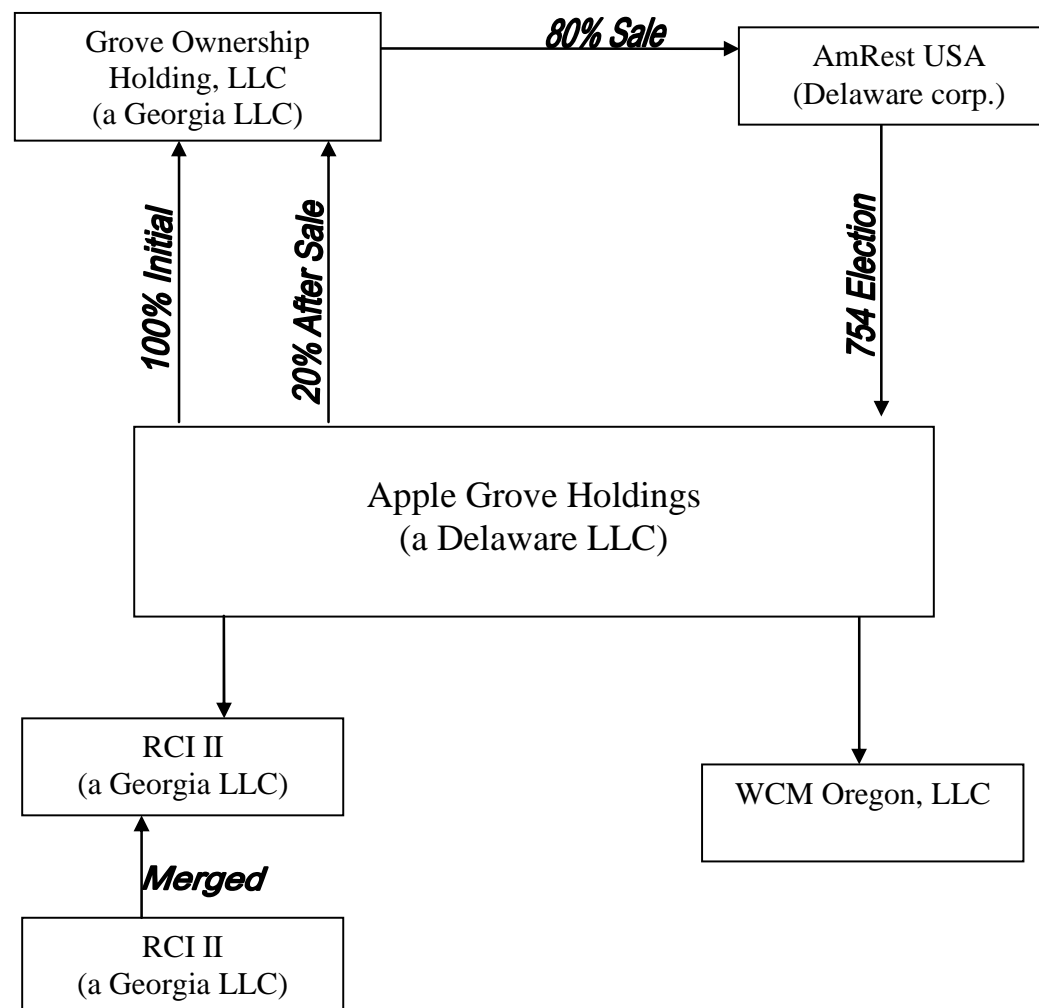 Grove Ownership
Holding, LLC
(a Georgia LLC)
80% Sale
AmRest USA
(Delaware corp.)
100% Initial
20% After Sale
754 Election
Apple Grove Holdings
(a Delaware LLC)
RCI II
(a Georgia LLC)
WCM Oregon, LLC
Merged
RCI II
(a Georgia LLC)